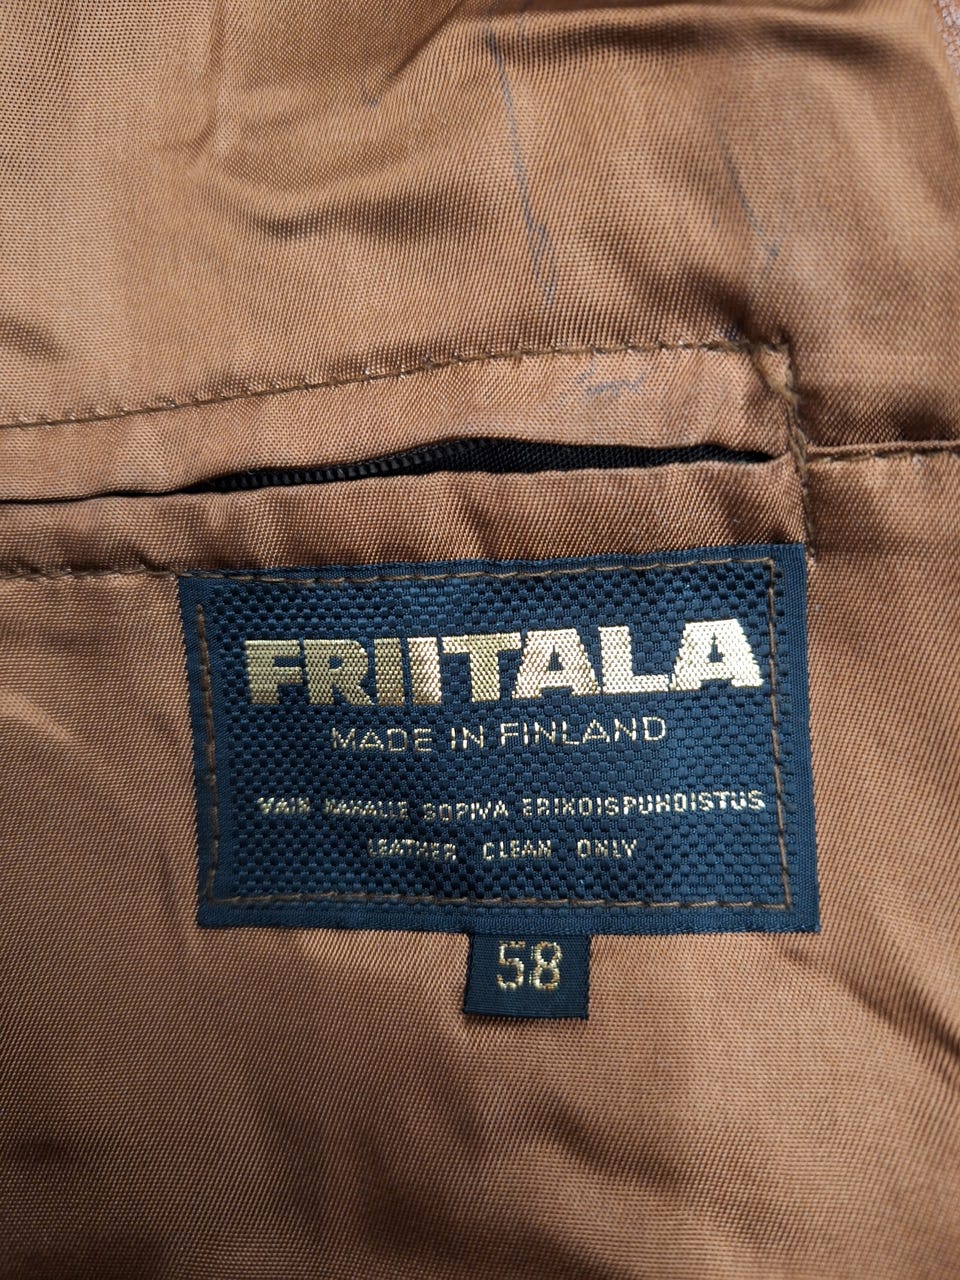 FRIITALA
MADE IN FINLAND
VAIN NAHALLE SOPIVA ERIKOISPUHDISTUS
LEATHER CLEAN ONLY
58